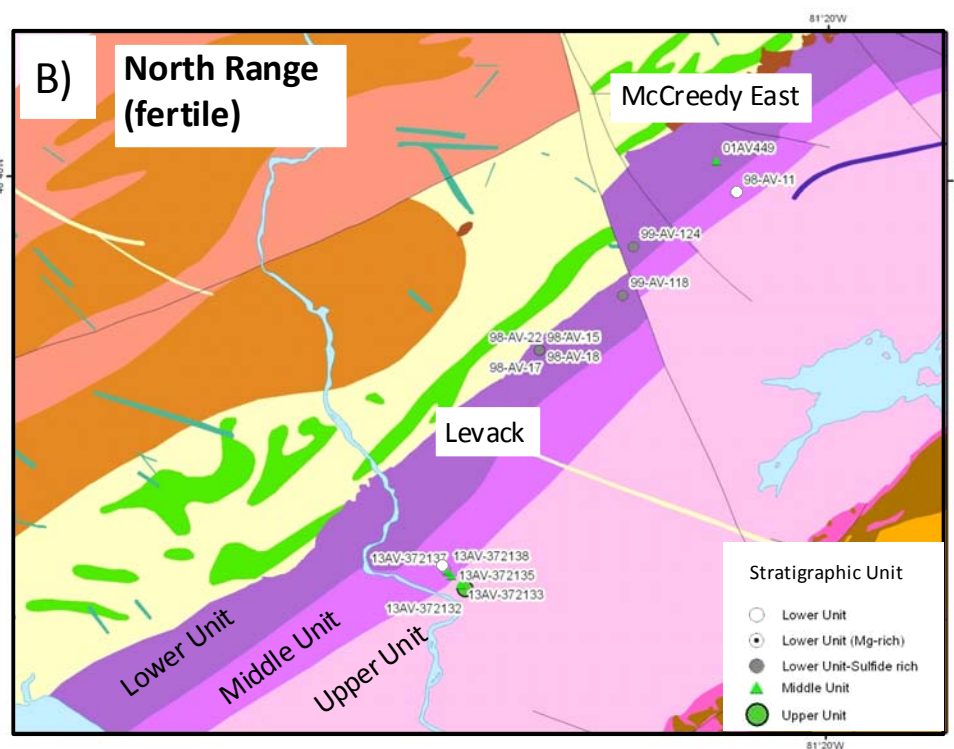 81°20'W
B)
North Range
(fertile)
McCreedy East
01AV449
98-AV-11
99-AV-124
99-AV-118
98-AV-22 98-AV-15
98-AV-17 98-AV-18
Levack
13AV-372137 13AV-372138
13AV-372135
13AV-372133
13AV-372132
Lower Unit
Middle Unit
Upper Unit
Stratigraphic Unit
Lower Unit
Lower Unit (Mg-rich)
Lower Unit-Sulfide rich
Middle Unit
Upper Unit
81°20'W